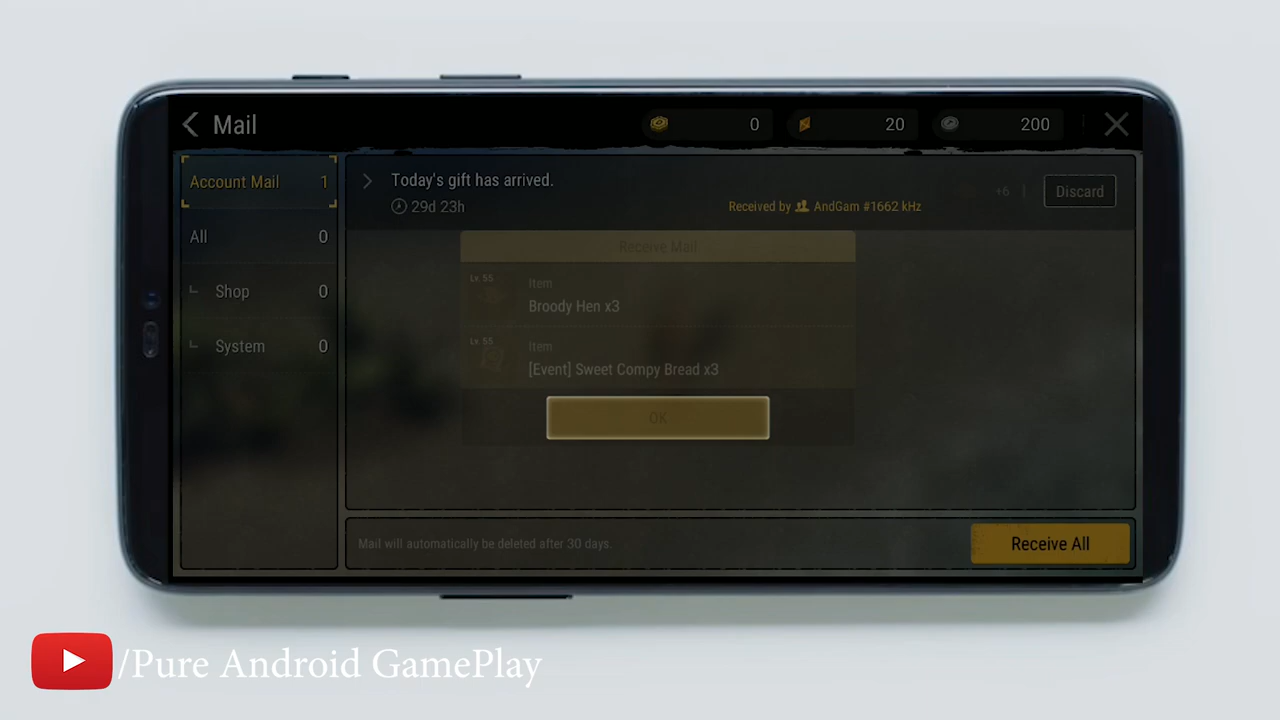 Mail
0
20
200
Account Mail 1
All 0
Shop 0
System 0
Today's gift has arrived.
29d 23h
Received by AndGam #1662 kHz
+6
Discard
Receive Mail
Lv. 55
Item
Broody Hen x3
Lv. 55
Item
[Event] Sweet Compy Bread x3
OK
Mail will automatically be deleted after 30 days.
Receive All
/Pure Android GamePlay